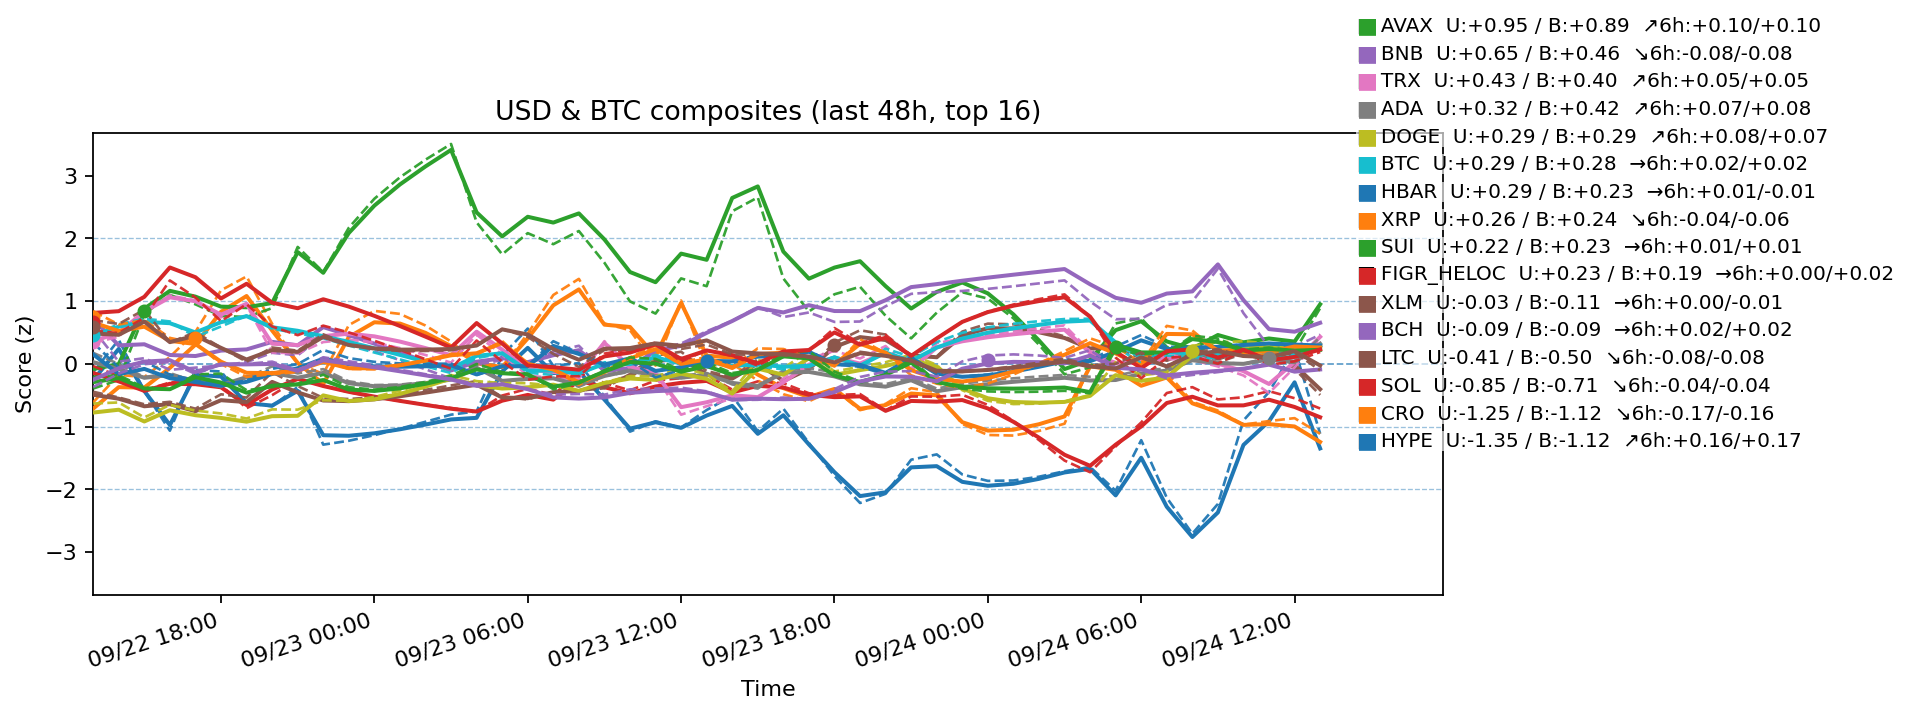 AVAX  U:+0.95 / B:+0.89  ↗6h:+0.10/+0.10
BNB  U:+0.65 / B:+0.46  ↘6h:-0.08/-0.08
TRX  U:+0.43 / B:+0.40  ↗6h:+0.05/+0.05
ADA  U:+0.32 / B:+0.42  ↗6h:+0.07/+0.08
DOGE  U:+0.29 / B:+0.29  ↗6h:+0.08/+0.07
BTC  U:+0.29 / B:+0.28  →6h:+0.02/+0.02
HBAR  U:+0.29 / B:+0.23  →6h:+0.01/-0.01
XRP  U:+0.26 / B:+0.24  ↘6h:-0.04/-0.06
SUI  U:+0.22 / B:+0.23  →6h:+0.01/+0.01
FIGR_HELOC  U:+0.23 / B:+0.19  →6h:+0.00/+0.02
XLM  U:-0.03 / B:-0.11  →6h:+0.00/-0.01
BCH  U:-0.09 / B:-0.09  →6h:+0.02/+0.02
LTC  U:-0.41 / B:-0.50  ↘6h:-0.08/-0.08
SOL  U:-0.85 / B:-0.71  ↘6h:-0.04/-0.04
CRO  U:-1.25 / B:-1.12  ↘6h:-0.17/-0.16
HYPE  U:-1.35 / B:-1.12  ↗6h:+0.16/+0.17
USD & BTC composites (last 48h, top 16)
Score (z)
3
2
1
0
−1
−2
−3
09/22 18:00
09/23 00:00
09/23 06:00
09/23 12:00
09/23 18:00
09/24 00:00
09/24 06:00
09/24 12:00
Time